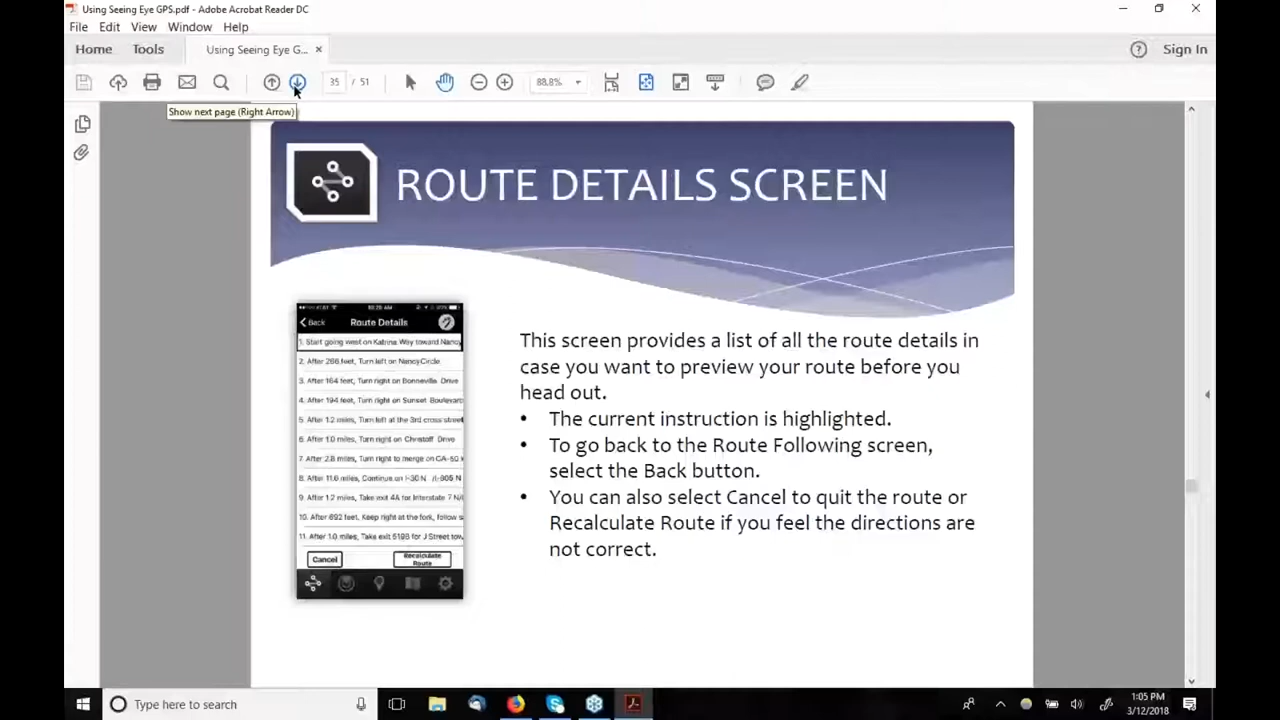 Using Seeing Eye GPS.pdf - Adobe Acrobat Reader DC
File Edit View Window Help
Home Tools Using Seeing Eye G... × Sign In
35 / 51 88.8%
Show next page (Right Arrow)
ROUTE DETAILS SCREEN
10:20 AM
Back Route Details
1. Start going west on Katrina Way toward Nancy
2. After 266 feet, Turn left on Nancy Circle
3. After 164 feet, Turn right on Bonneville Drive
4. After 194 feet, Turn right on Sunset Boulevard
5. After 1.2 miles, Turn left at the 3rd cross street
6. After 1.0 miles, Turn right on Christoff Drive
7. After 2.8 miles, Turn right to merge on CA-50
8. After 11.6 miles, Continue on I-30 N
9. After 1.2 miles, Take exit 4A for Interstate 7 N/
10. After 692 feet, Keep right at the fork, follow s
11. After 1.0 miles, Take exit 519B for J Street tow
Cancel Recalculate
Route
This screen provides a list of all the route details in
case you want to preview your route before you
head out.
• The current instruction is highlighted.
• To go back to the Route Following screen,
select the Back button.
• You can also select Cancel to quit the route or
Recalculate Route if you feel the directions are
not correct.
Type here to search
1:05 PM
3/12/2018